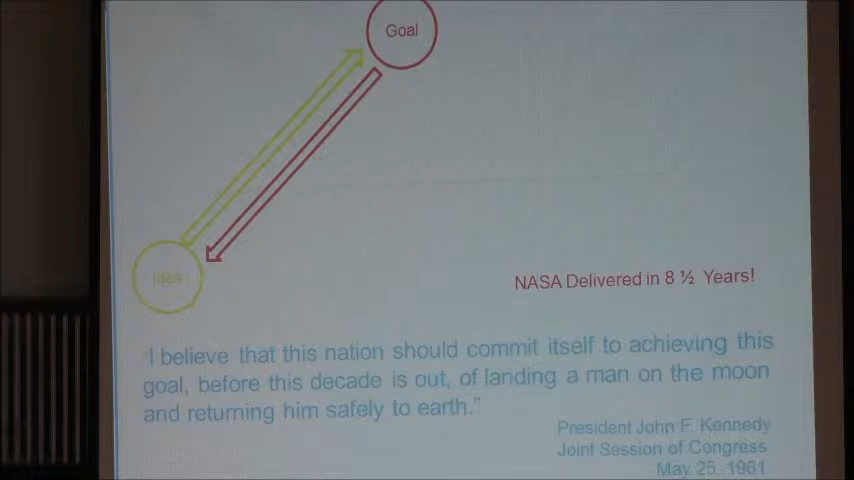 Goal
NASA Delivered in 8 ½ Years!
"I believe that this nation should commit itself to achieving this
goal, before this decade is out, of landing a man on the moon
and returning him safely to earth.”
President John F. Kennedy
Joint Session of Congress
May 25, 1961